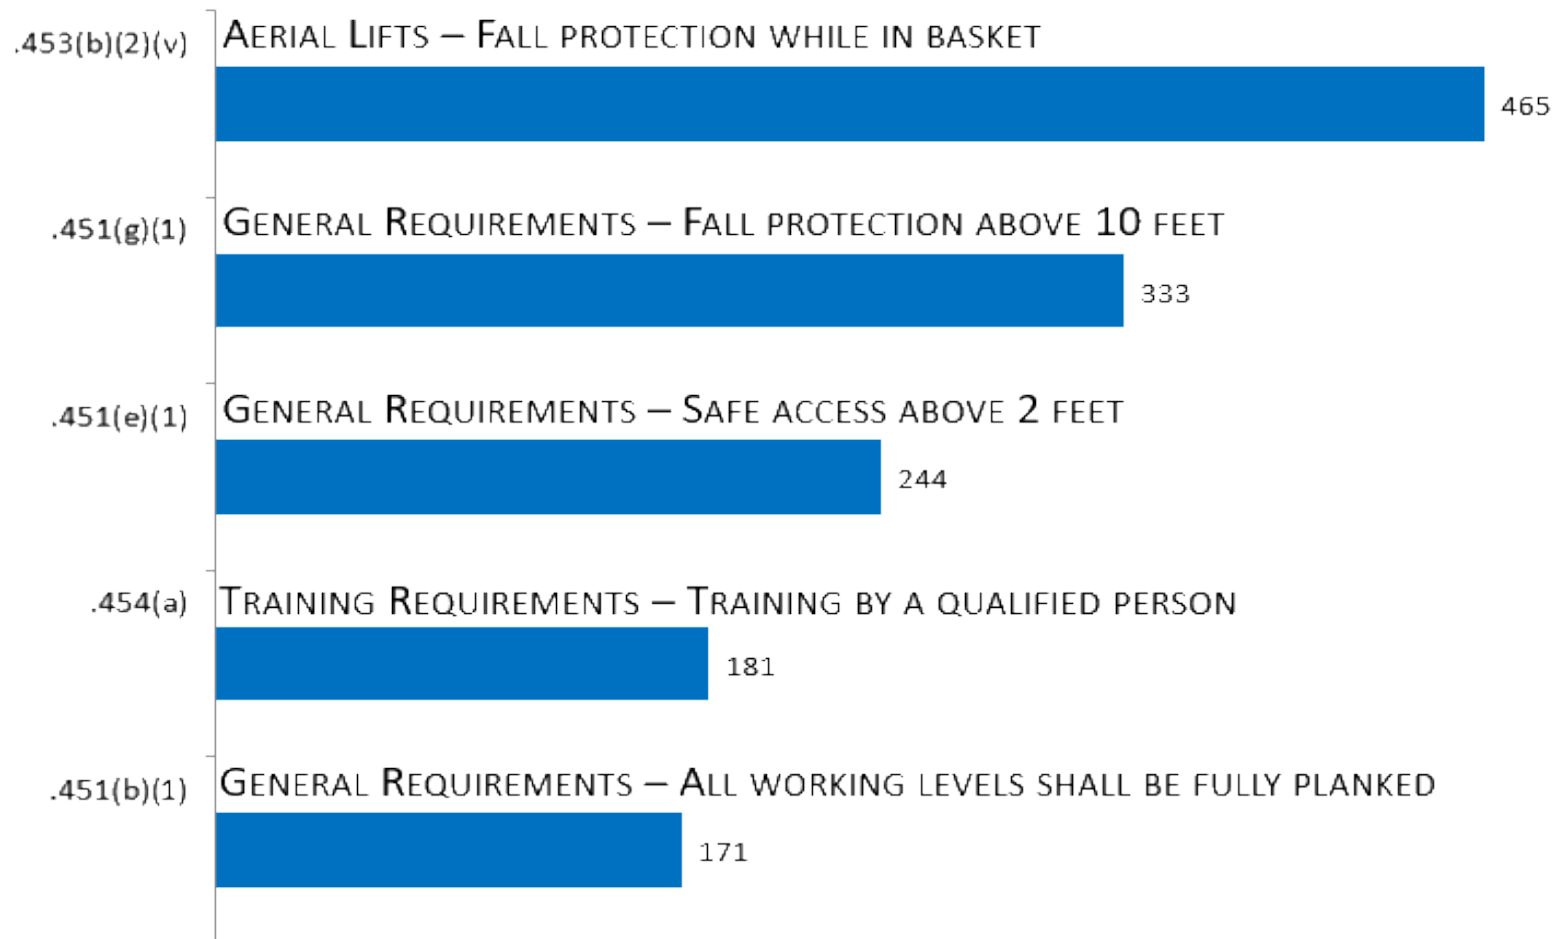 .453(b)(2)(v) Aerial Lifts – Fall protection while in basket
465
.451(g)(1) General Requirements – Fall protection above 10 feet
333
.451(e)(1) General Requirements – Safe access above 2 feet
244
.454(a) Training Requirements – Training by a qualified person
181
.451(b)(1) General Requirements – All working levels shall be fully planked
171